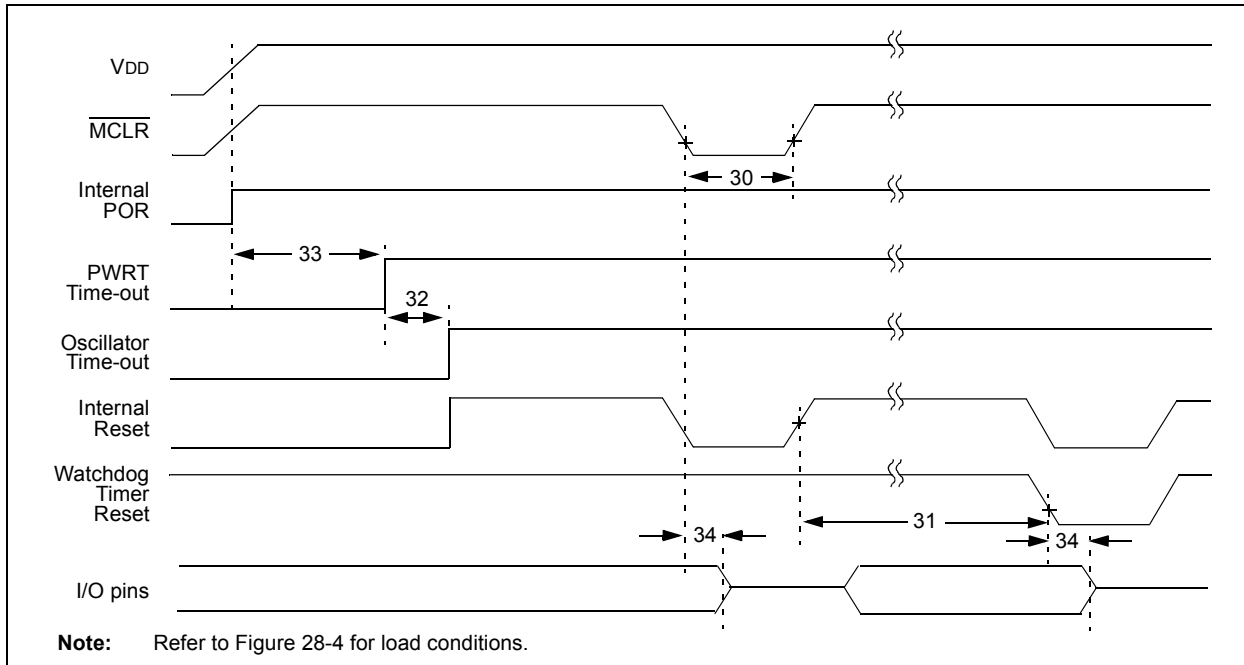 VDD
MCLR
30
Internal
POR
33
PWRT
Time-out
32
Oscillator
Time-out
Internal
Reset
Watchdog
Timer
Reset
31
34
34
I/O pins
Note: Refer to Figure 28-4 for load conditions.